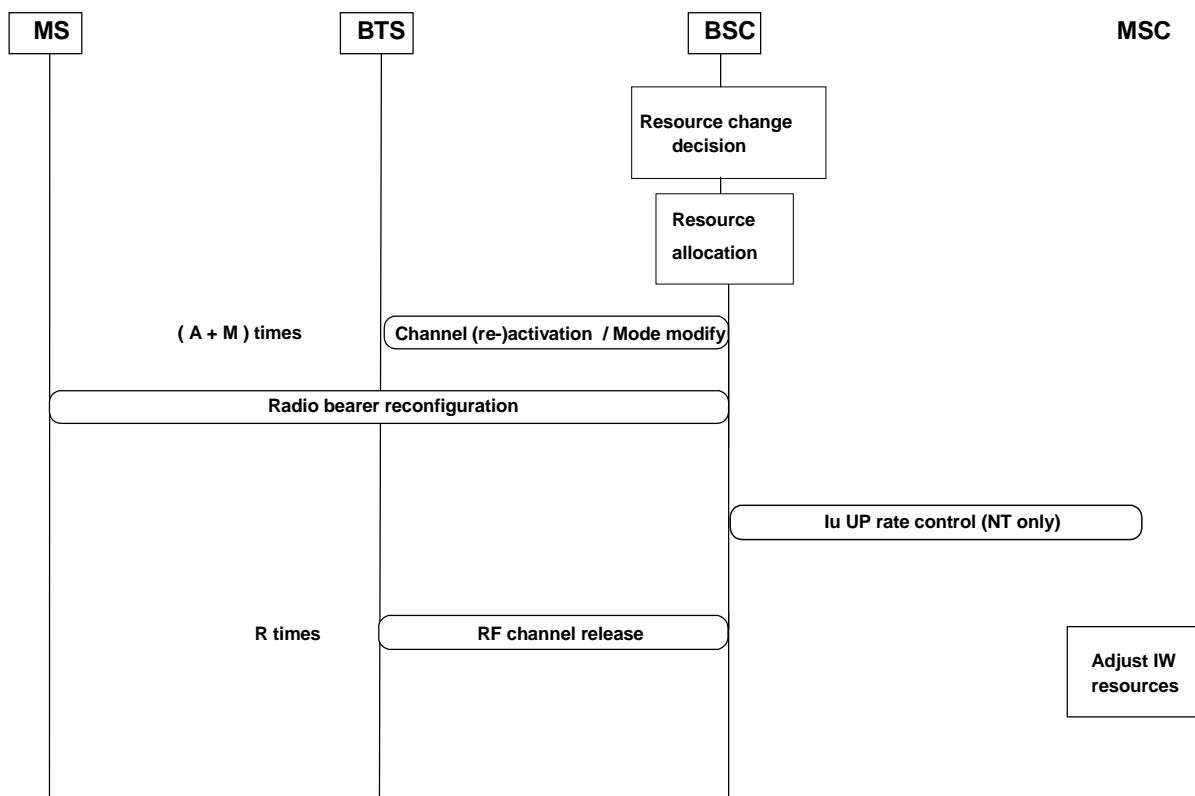 MS BTS BSC MSC
Resource change
decision
Resource
allocation
( A + M ) times Channel (re-)activation / Mode modify
Radio bearer reconfiguration
Iu UP rate control (NT only)
R times RF channel release
Adjust IW
resources